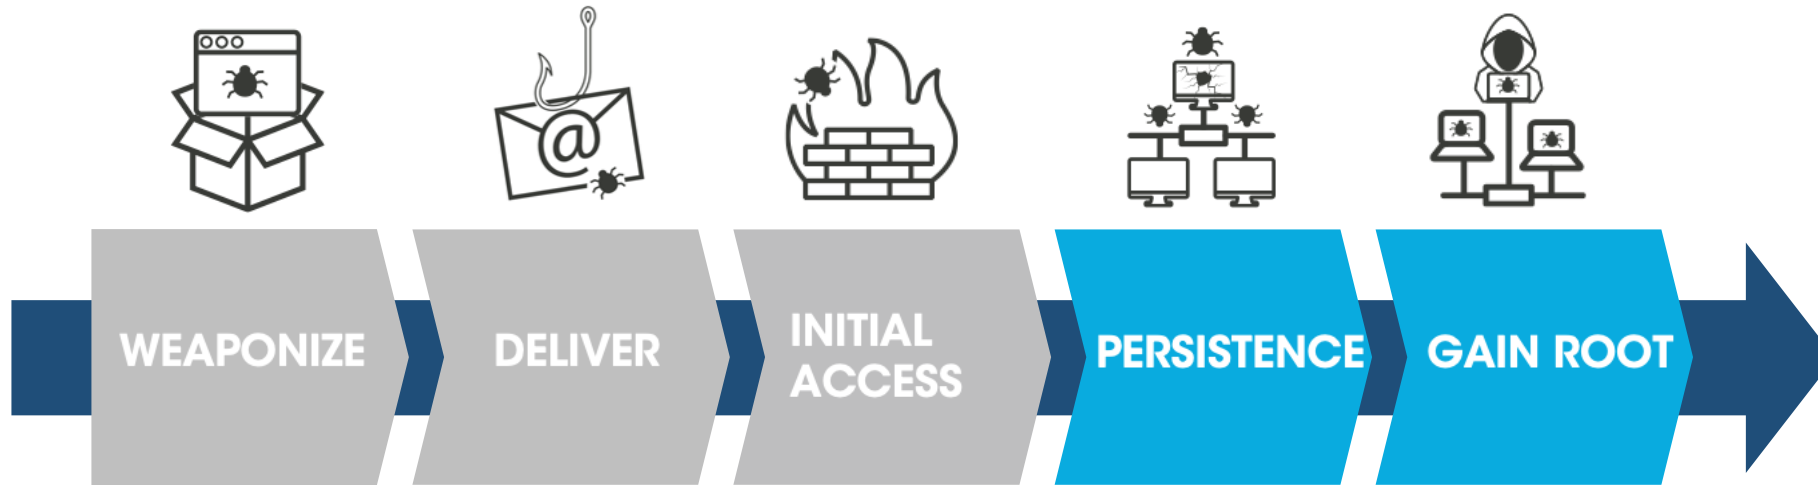 WEAPONIZE
DELIVER
INITIAL
ACCESS
PERSISTENCE
GAIN ROOT